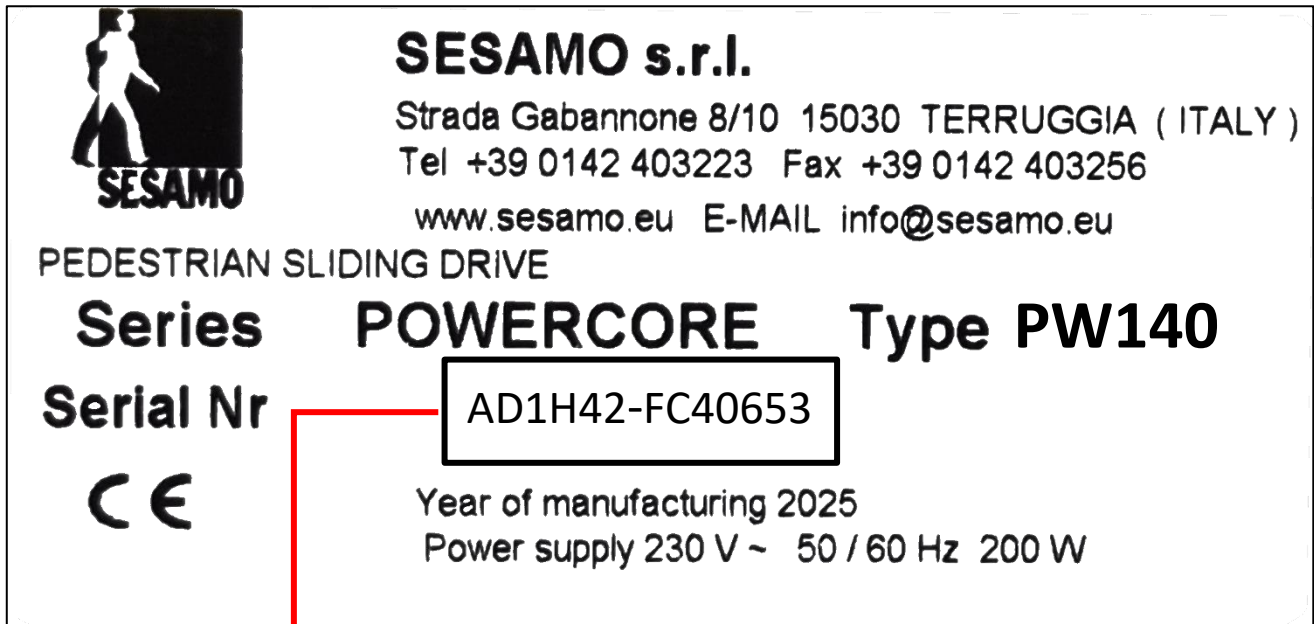 SESAMO
SESAMO s.r.l.
Strada Gabannone 8/10 15030 TERRUGGIA ( ITALY )
Tel +39 0142 403223 Fax +39 0142 403256
www.sesamo.eu E-MAIL info@sesamo.eu
PEDESTRIAN SLIDING DRIVE
Series POWERCORE Type PW140
Serial Nr AD1H42-FC40653
CE
Year of manufacturing 2025
Power supply 230 V ~ 50 / 60 Hz 200 W